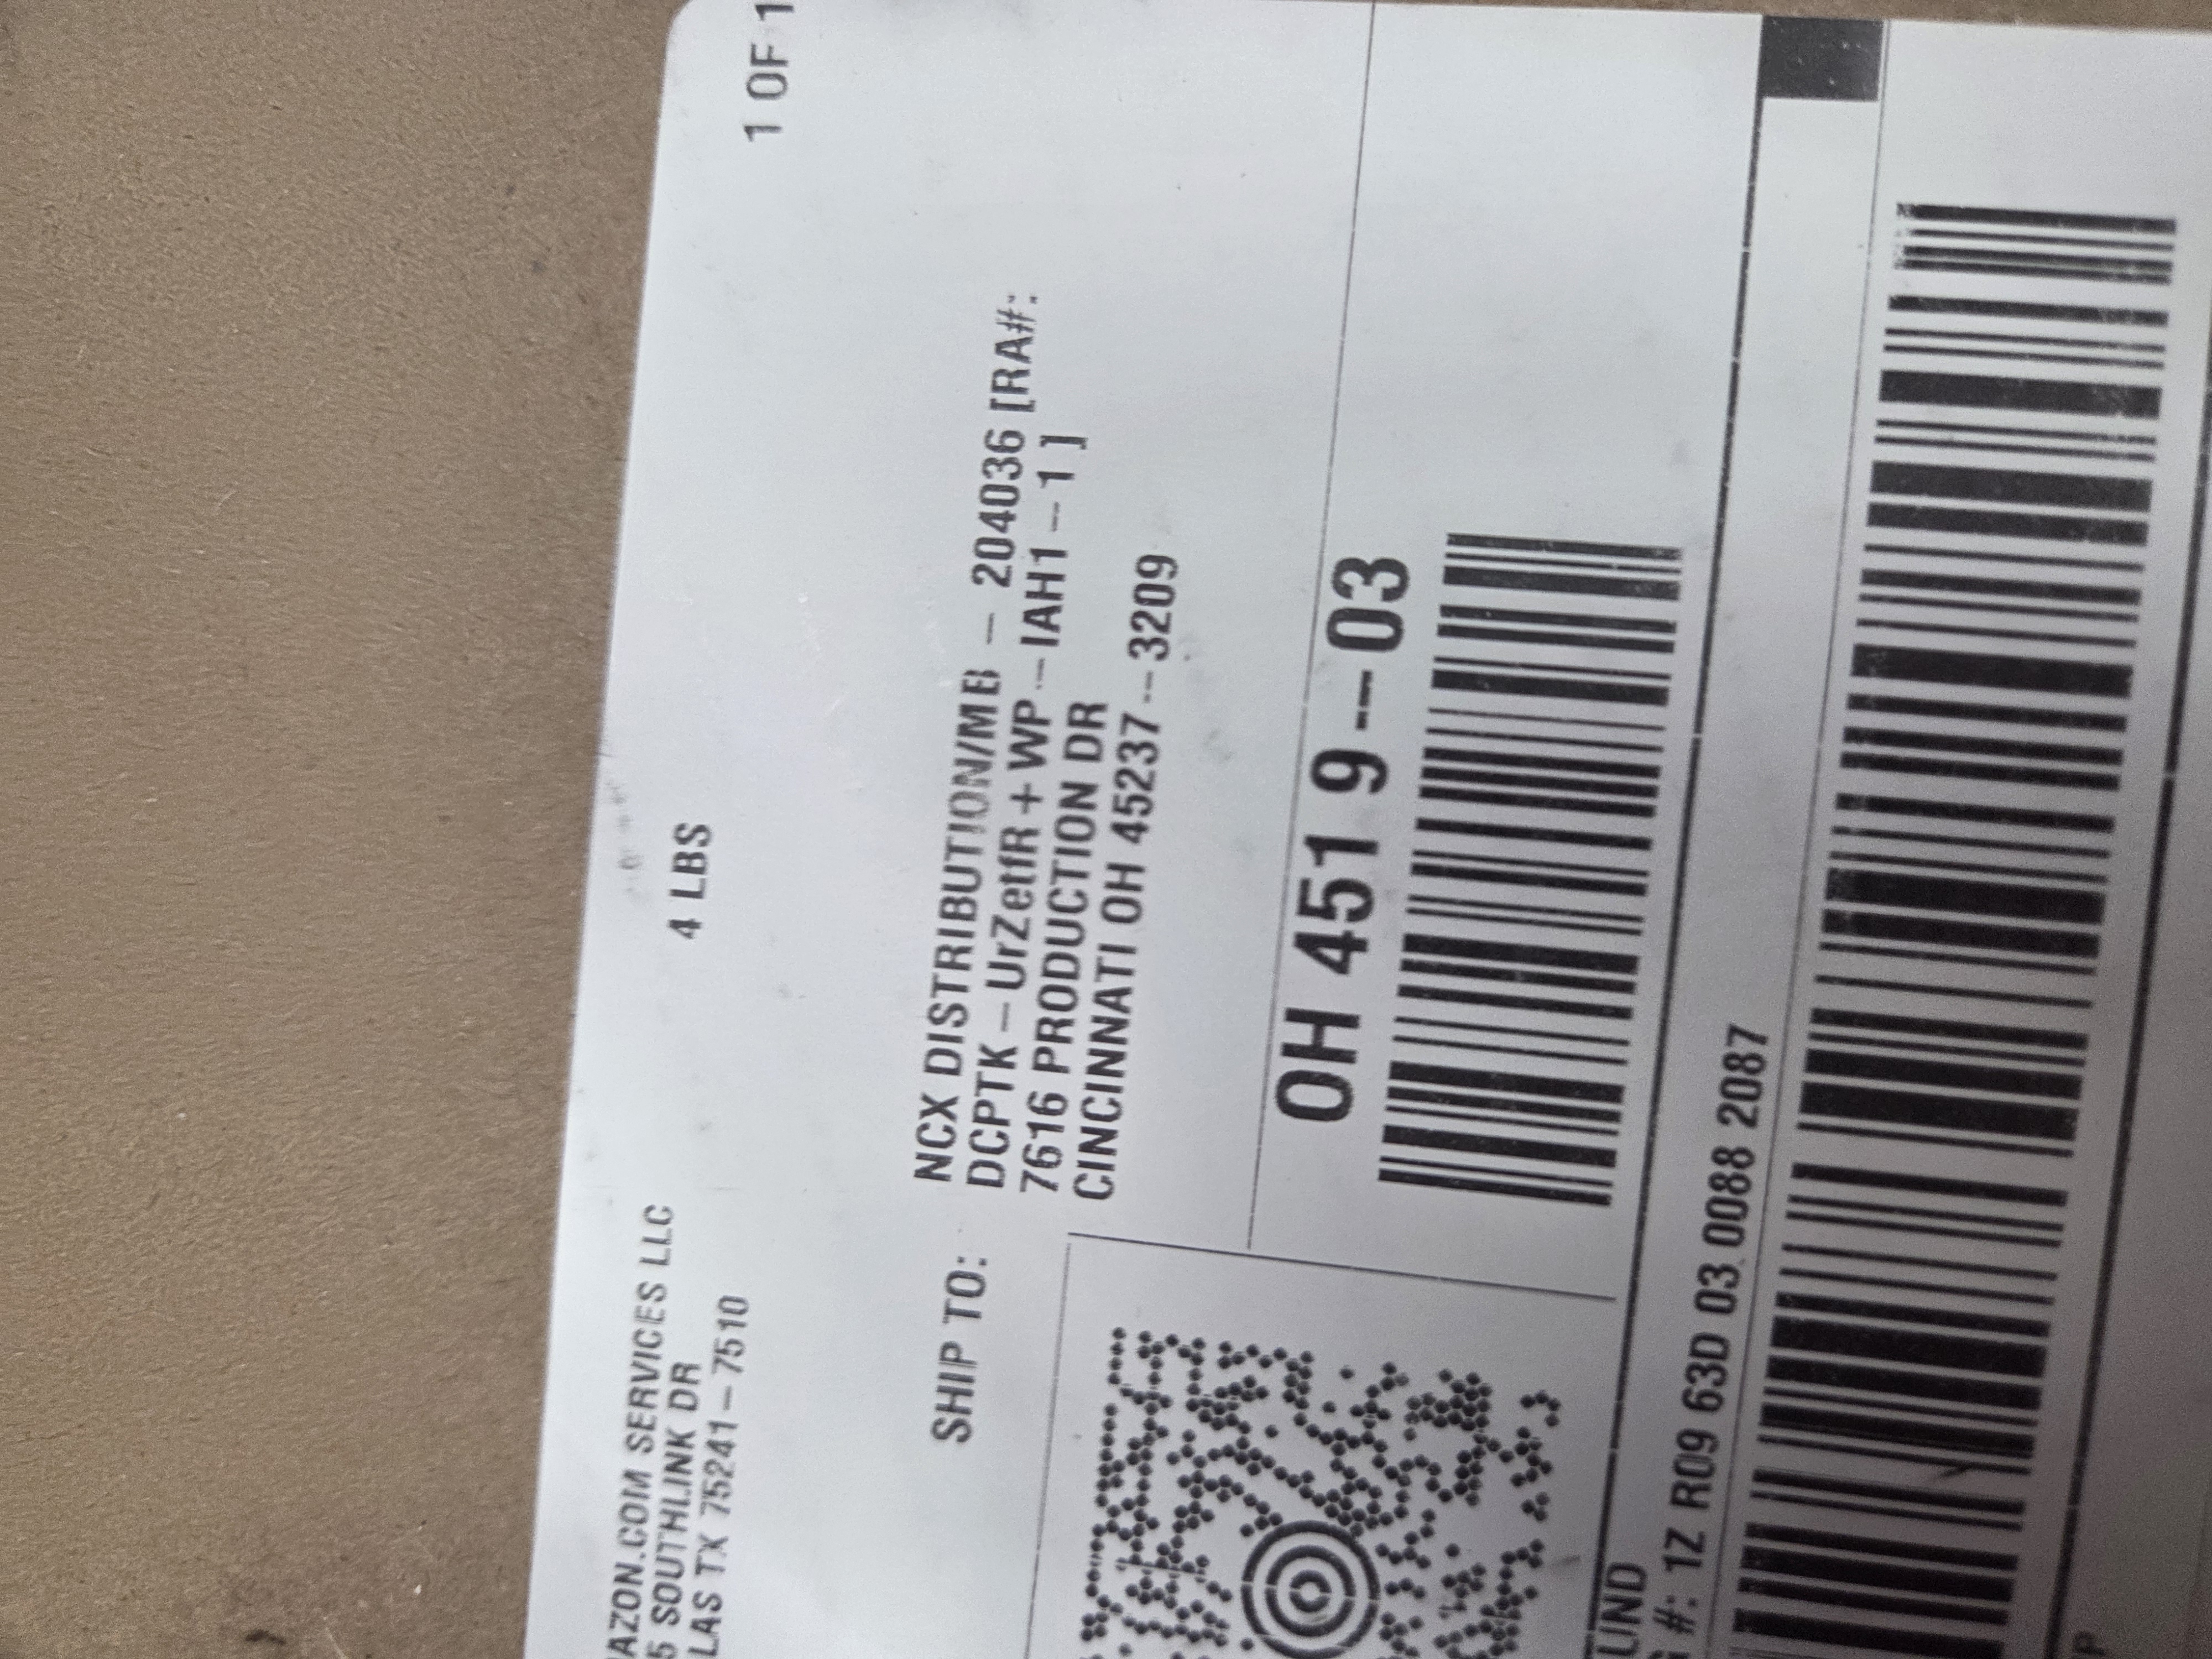 AZON.COM SERVICES LLC
5 SOUTHLINK DR
LAS TX 75241-7510
4 LBS
1 OF 1
SHIP TO:
NCX DISTRIBUTION/MB - 204036 [RA#:
DCPTK-UrZetfR+WP-IAH1-1]
7616 PRODUCTION DR
CINCINNATI OH 45237-3209
OH 451 9-03
UND
G #: 1Z R09 63D 03 0088 2087
P